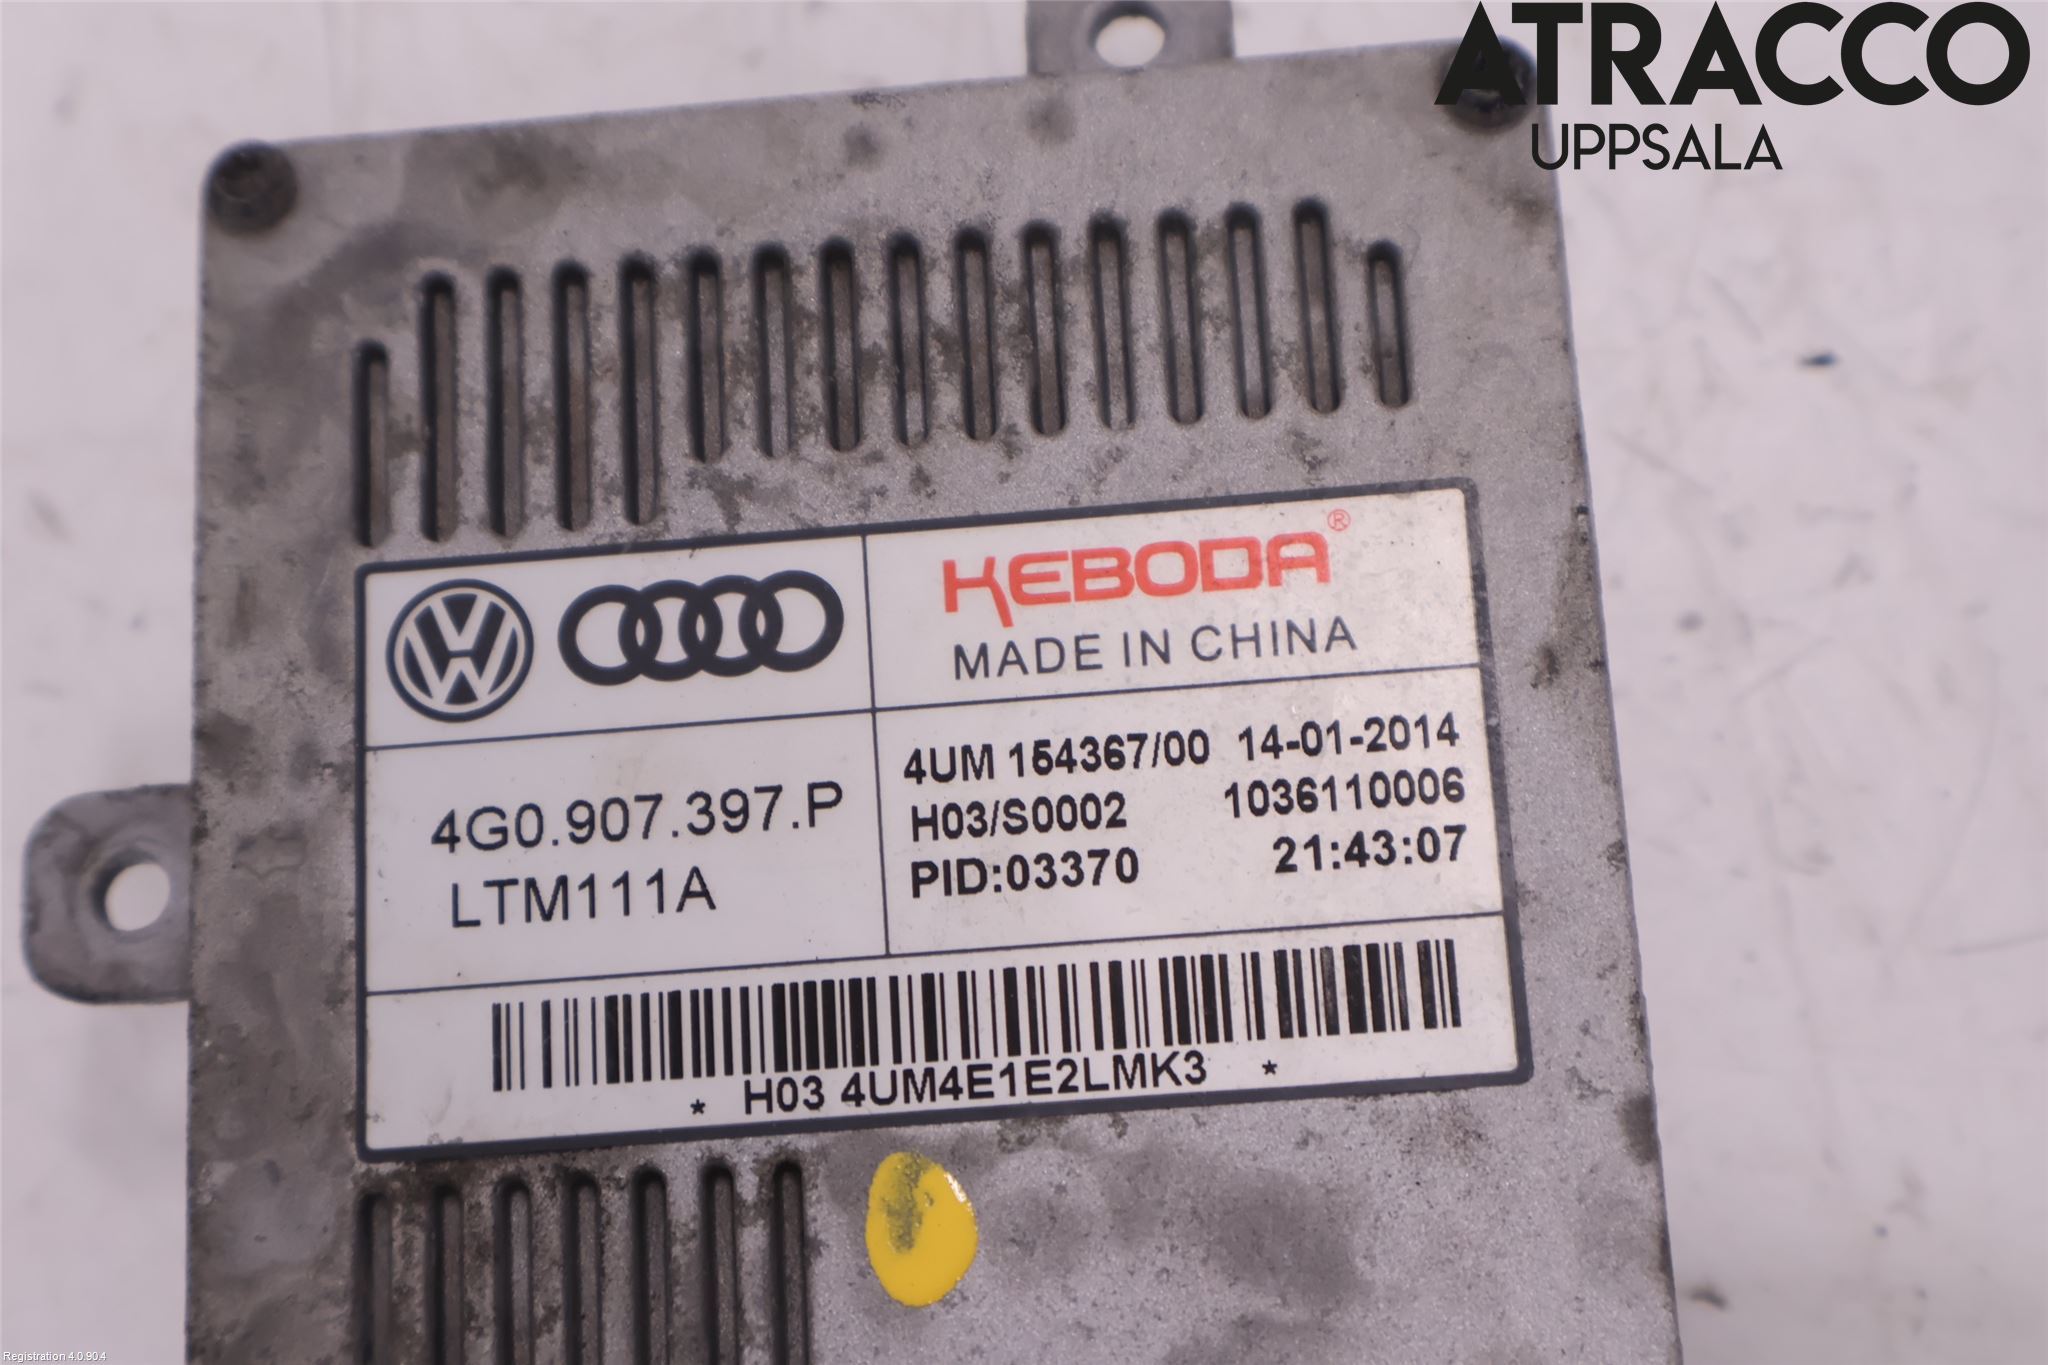 ATRACCO
UPPSALA
KEBODA®
MADE IN CHINA
4G0.907.397.P
LTM111A
4UM 154367/00 14-01-2014
H03/S0002 1036110006
PID:03370 21:43:07
* H03 4UM4E1E2LMK3 *
Registration 4.0.90.4